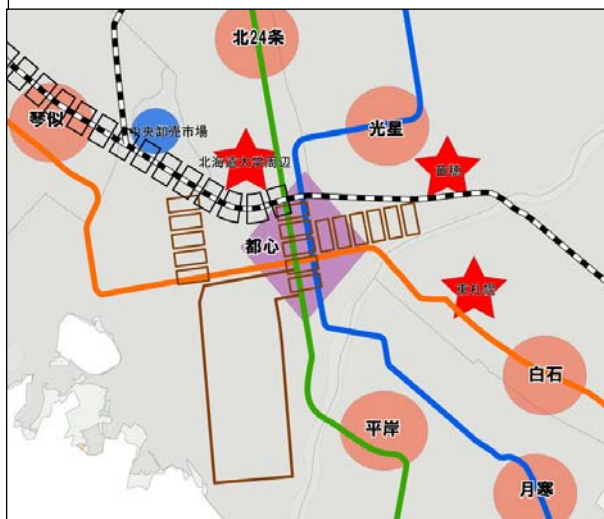 北24条
琴似
中央卸売市場
光星
北海道大学周辺
苗穂
都心
東札幌
白石
平岸
月寒